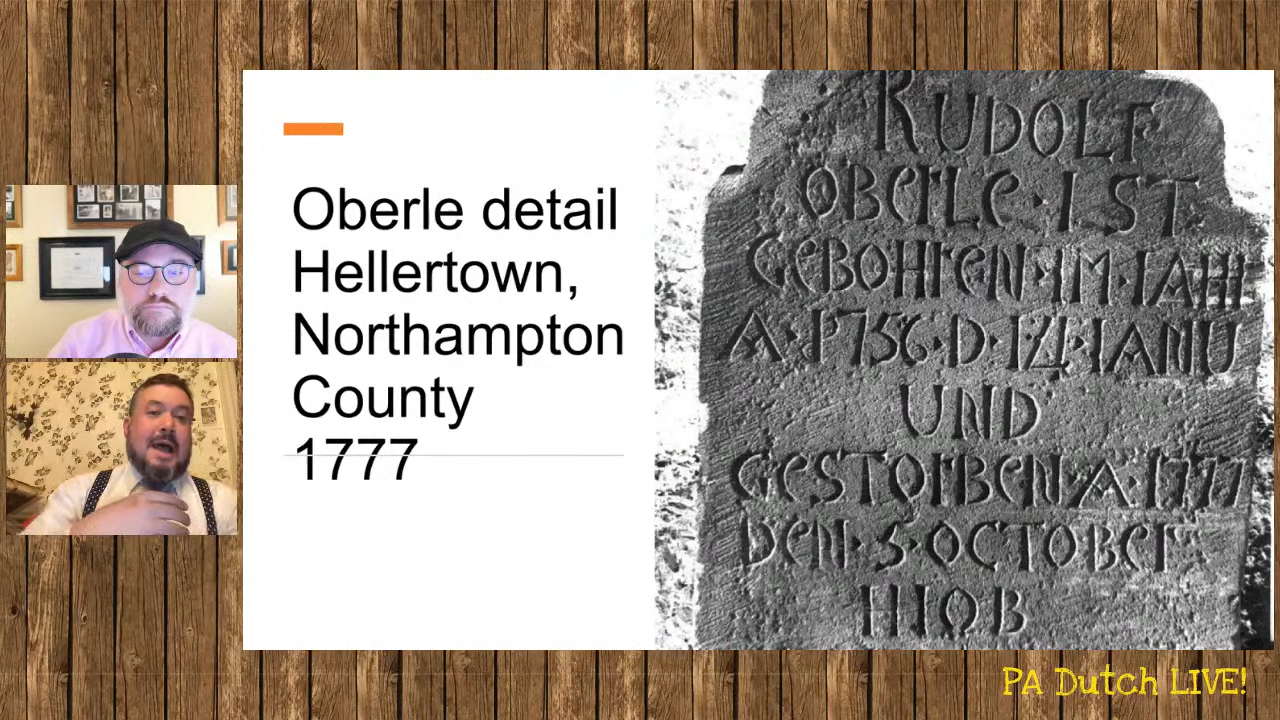 Oberle detail
Hellertown,
Northampton
County
1777
RUDOLF
OBERLE · IST
GEBOHREN · IM · IAHR
A · 1756 · D · 14 · IANU
UND
GESTORBEN · A · 1777
DEN · 5 · OCTOBER
HIOB
PA Dutch LIVE!